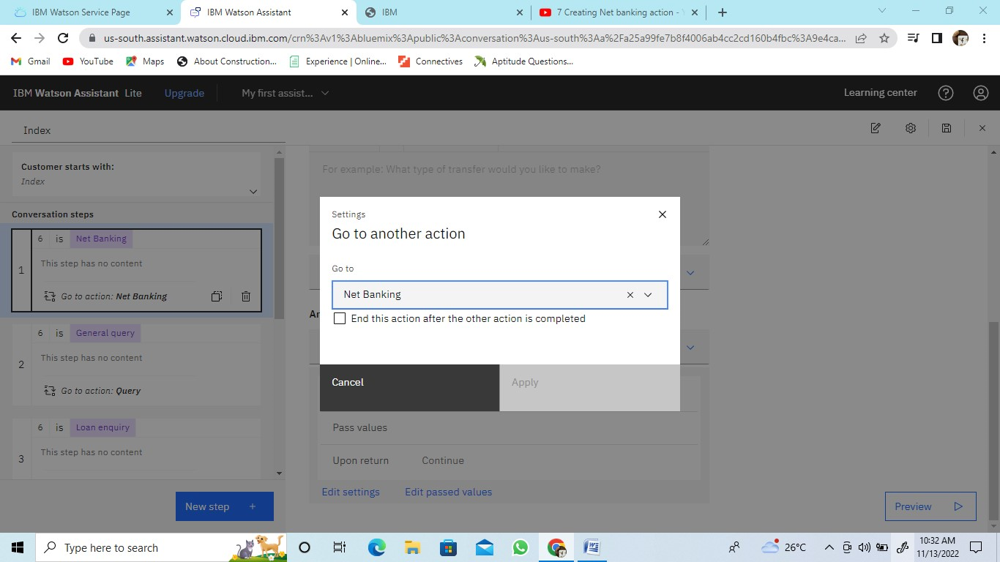 IBM Watson Service Page
IBM Watson Assistant
IBM
7 Creating Net banking action -
us-south.assistant.watson.cloud.ibm.com/crn%3Av1%3Abluemix%3Apublic%3Aconversation%3Aus-south%3Aa%2Fa25a99fe7b8f4006ab4cc2cd160b4fbc%3A9e4ca...
Gmail
YouTube
Maps
About Construction...
Experience | Online...
Connectives
Aptitude Questions...
IBM Watson Assistant Lite
Upgrade
My first assist...
Learning center
Index
Customer starts with:
Index
Conversation steps
6 is Net Banking
This step has no content
1
Go to action: Net Banking
6 is General query
This step has no content
2
Go to action: Query
6 is Loan enquiry
This step has no content
3
New step +
For example: What type of transfer would you like to make?
Settings
Go to another action
Go to
Net Banking
End this action after the other action is completed
Cancel
Apply
Pass values
Upon return Continue
Edit settings
Edit passed values
Preview
Type here to search
26°C
10:32 AM
11/13/2022